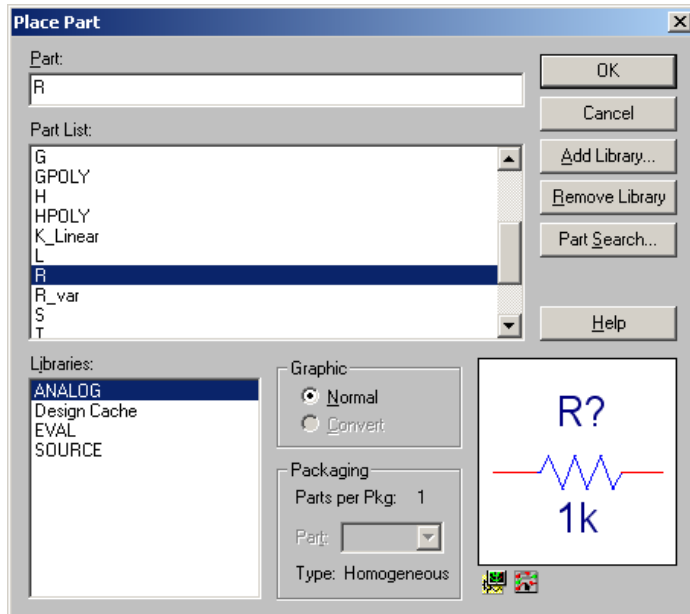 Place Part
Part:
R
OK
Cancel
Part List:
G
GPOLY
H
HPOLY
K_Linear
L
R
R_var
S
T
Add Library...
Remove Library
Part Search...
Help
Libraries:
ANALOG
Design Cache
EVAL
SOURCE
Graphic
Normal
Convert
Packaging
Parts per Pkg: 1
Part:
Type: Homogeneous
R?
1k